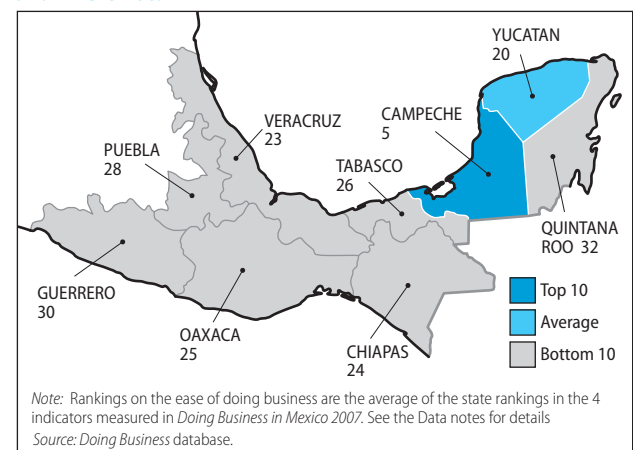 YUCATAN
20
VERACRUZ
23
CAMPECHE
5
PUEBLA
28
TABASCO
26
QUINTANA
ROO 32
GUERRERO
30
OAXACA
25
CHIAPAS
24
Top 10
Average
Bottom 10
Note: Rankings on the ease of doing business are the average of the state rankings in the 4
indicators measured in Doing Business in Mexico 2007. See the Data notes for details
Source: Doing Business database.